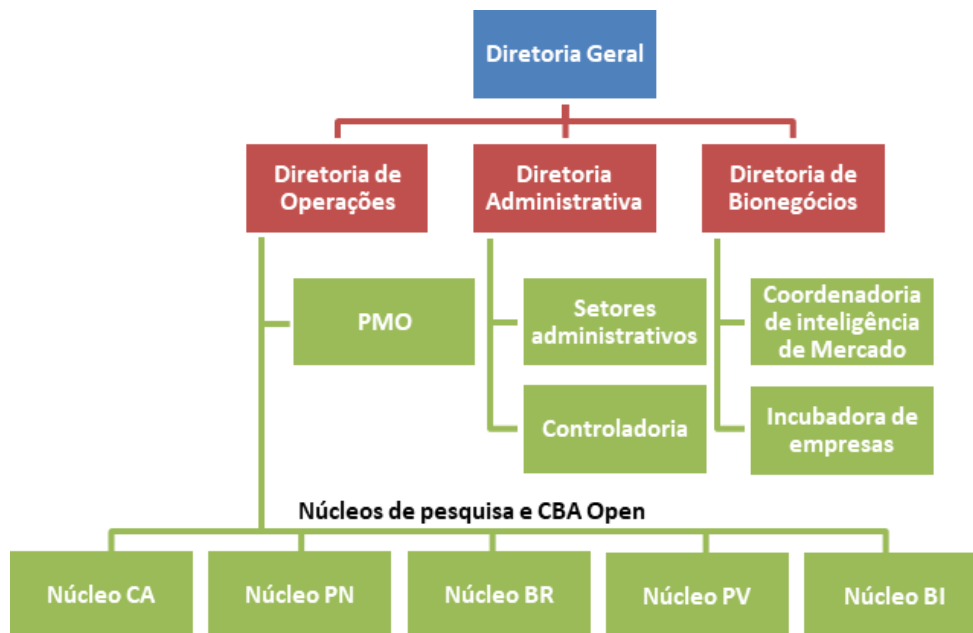 Diretoria Geral
Diretoria de
Operações
Diretoria
Administrativa
Diretoria de
Bionegócios
PMO
Setores
administrativos
Coordenadoria
de inteligência
de Mercado
Controladoria
Incubadora de
empresas
Núcleos de pesquisa e CBA Open
Núcleo CA
Núcleo PN
Núcleo BR
Núcleo PV
Núcleo BI